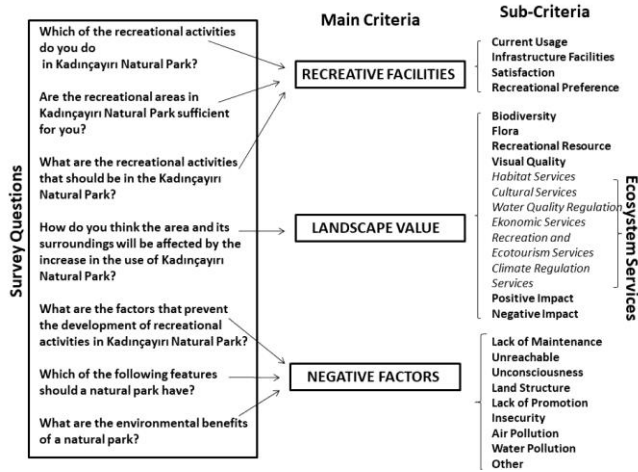 Main Criteria
Sub-Criteria
Survey Questions
Which of the recreational activities
do you do
in Kadınçayırı Natural Park?
Are the recreational areas in
Kadınçayırı Natural Park sufficient
for you?
What are the recreational activities
that should be in the Kadınçayırı
Natural Park?
How do you think the area and its
surroundings will be affected by the
increase in the use of Kadınçayırı
Natural Park?
What are the factors that prevent
the development of recreational
activities in Kadınçayırı Natural Park?
Which of the following features
should a natural park have?
What are the environmental benefits
of a natural park?
RECREATIVE FACILITIES
LANDSCAPE VALUE
NEGATIVE FACTORS
Current Usage
Infrastructure Facilities
Satisfaction
Recreational Preference
Biodiversity
Flora
Recreational Resource
Visual Quality
Habitat Services
Cultural Services
Water Quality Regulation
Ekonomic Services
Recreation and
Ecotourism Services
Climate Regulation
Services
Positive Impact
Negative Impact
Ecosystem Services
Lack of Maintenance
Unreachable
Unconsciousness
Land Structure
Lack of Promotion
Insecurity
Air Pollution
Water Pollution
Other